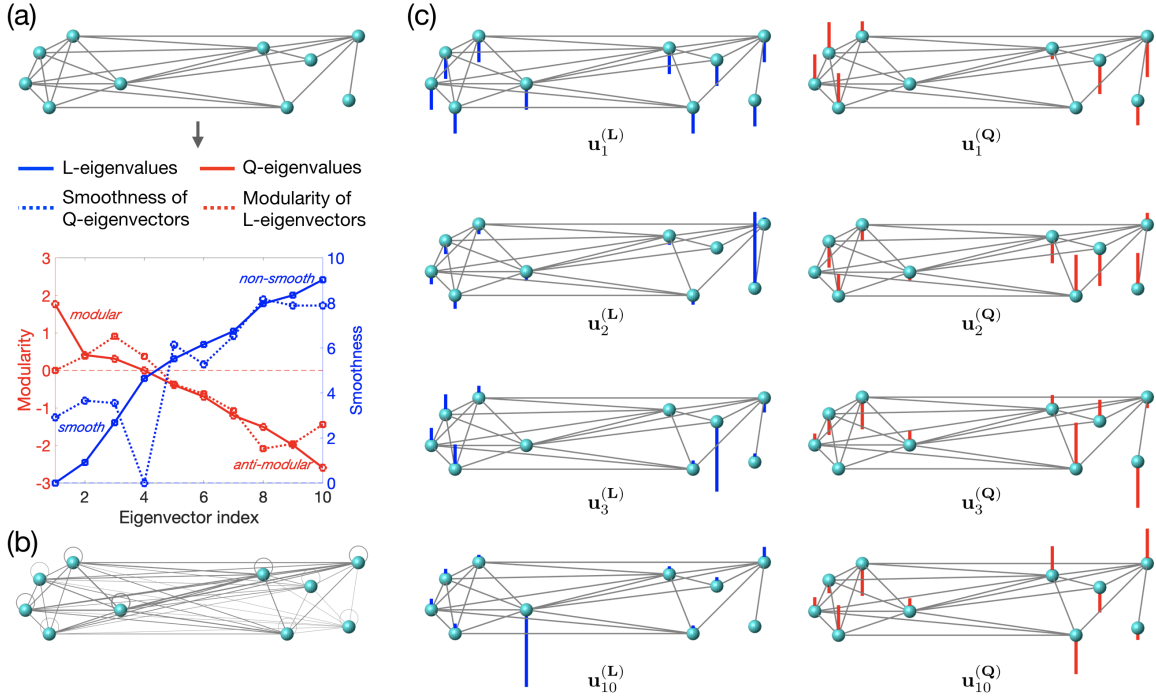 (a)
L-eigenvalues
Q-eigenvalues
Smoothness of
Q-eigenvectors
Modularity of
L-eigenvectors
3
2
1
0
-1
-2
-3
Modularity
10
8
6
4
2
0
Smoothness
modular
non-smooth
smooth
anti-modular
2 4 6 8 10
Eigenvector index
(b)
(c)
u₁⁽ᴸ⁾
u₁⁽Q⁾
u₂⁽ᴸ⁾
u₂⁽Q⁾
u₃⁽ᴸ⁾
u₃⁽Q⁾
u₁₀⁽ᴸ⁾
u₁₀⁽Q⁾